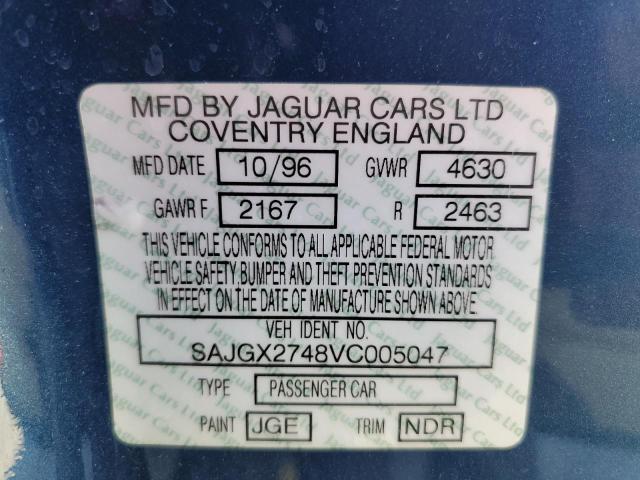 MFD BY JAGUAR CARS LTD
COVENTRY ENGLAND
MFD DATE 10/96 GVWR 4630
GAWR F 2167 R 2463
THIS VEHICLE CONFORMS TO ALL APPLICABLE FEDERAL MOTOR
VEHICLE SAFETY BUMPER AND THEFT PREVENTION STANDARDS
IN EFFECT ON THE DATE OF MANUFACTURE SHOWN ABOVE.
VEH IDENT NO.
SAJGX2748VC005047
TYPE PASSENGER CAR
PAINT JGE TRIM NDR